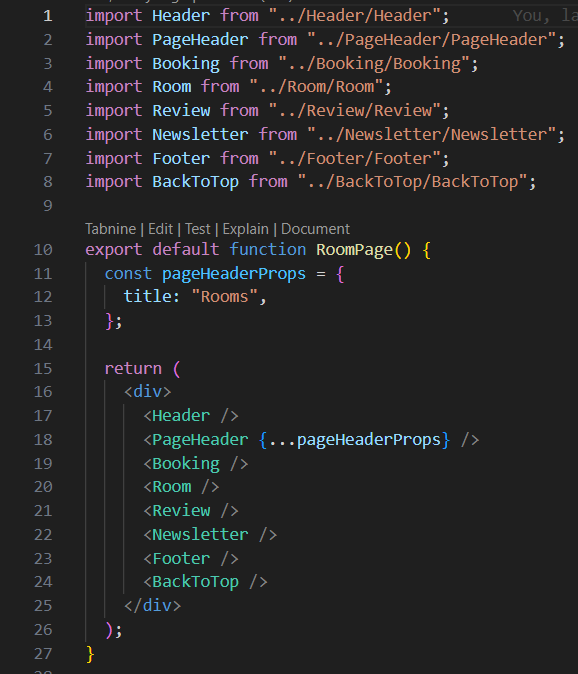 1 import Header from "../Header/Header"; You, la
2 import PageHeader from "../PageHeader/PageHeader";
3 import Booking from "../Booking/Booking";
4 import Room from "../Room/Room";
5 import Review from "../Review/Review";
6 import Newsletter from "../Newsletter/Newsletter";
7 import Footer from "../Footer/Footer";
8 import BackToTop from "../BackToTop/BackToTop";
9
Tabnine | Edit | Test | Explain | Document
10 export default function RoomPage() {
11 const pageHeaderProps = {
12 title: "Rooms",
13 };
14
15 return (
16 <div>
17 <Header />
18 <PageHeader {...pageHeaderProps} />
19 <Booking />
20 <Room />
21 <Review />
22 <Newsletter />
23 <Footer />
24 <BackToTop />
25 </div>
26 );
27 }